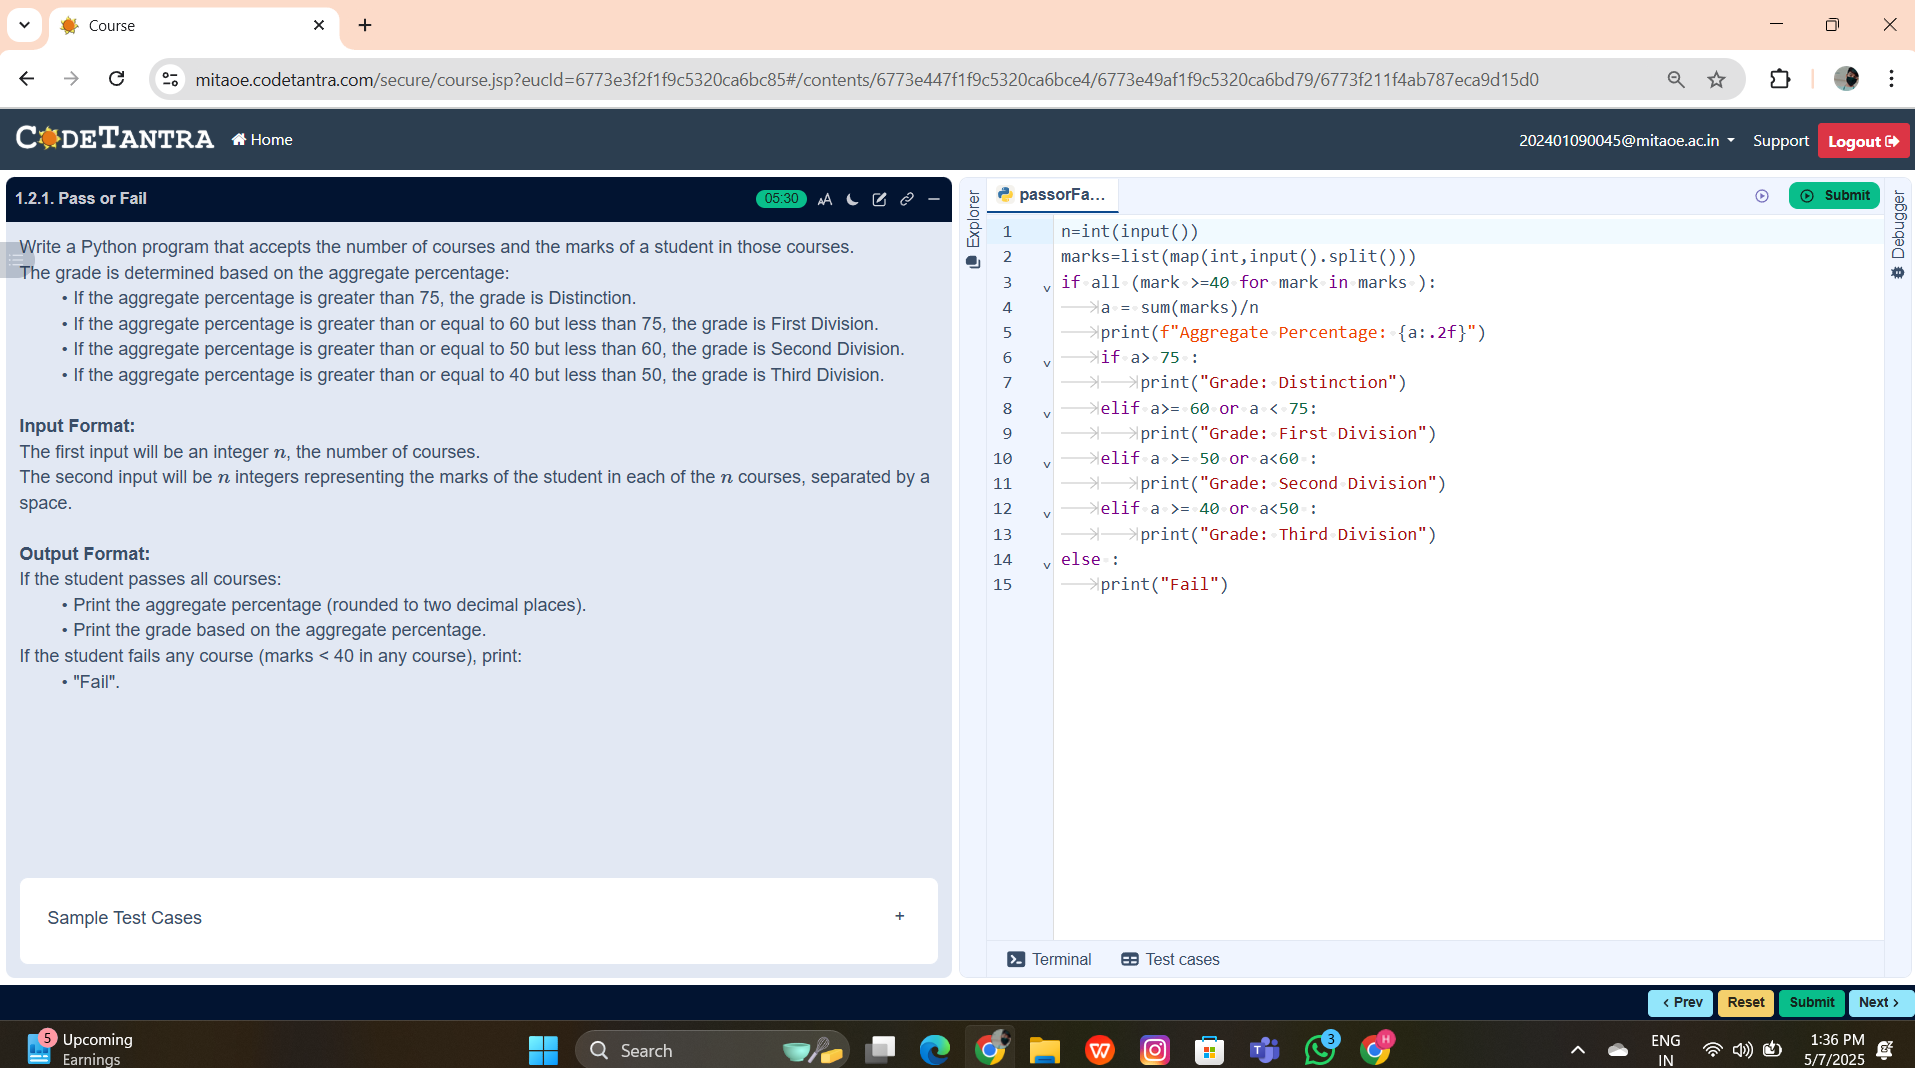 Course
mitaoe.codetantra.com/secure/course.jsp?eucId=6773e3f2f1f9c5320ca6bc85#/contents/6773e447f1f9c5320ca6bce4/6773e49af1f9c5320ca6bd79/6773f211f4ab787eca9d15d0
CODETANTRA
Home
202401090045@mitaoe.ac.in
Support
Logout
1.2.1. Pass or Fail
05:30
AA
Write a Python program that accepts the number of courses and the marks of a student in those courses.
The grade is determined based on the aggregate percentage:
• If the aggregate percentage is greater than 75, the grade is Distinction.
• If the aggregate percentage is greater than or equal to 60 but less than 75, the grade is First Division.
• If the aggregate percentage is greater than or equal to 50 but less than 60, the grade is Second Division.
• If the aggregate percentage is greater than or equal to 40 but less than 50, the grade is Third Division.
Input Format:
The first input will be an integer n, the number of courses.
The second input will be n integers representing the marks of the student in each of the n courses, separated by a
space.
Output Format:
If the student passes all courses:
• Print the aggregate percentage (rounded to two decimal places).
• Print the grade based on the aggregate percentage.
If the student fails any course (marks < 40 in any course), print:
• "Fail".
Sample Test Cases
+
Explorer
passorFa...
Submit
Debugger
1 n=int(input())
2 marks=list(map(int,input().split()))
3 if all (mark >=40 for mark in marks ):
4 a = sum(marks)/n
5 print(f"Aggregate Percentage: {a:.2f}")
6 if a> 75 :
7 print("Grade: Distinction")
8 elif a>= 60 or a < 75:
9 print("Grade: First Division")
10 elif a >= 50 or a<60 :
11 print("Grade: Second Division")
12 elif a >= 40 or a<50 :
13 print("Grade: Third Division")
14 else :
15 print("Fail")
Terminal
Test cases
< Prev
Reset
Submit
Next >
5
Upcoming
Earnings
Search
3
H
ENG
IN
1:36 PM
5/7/2025